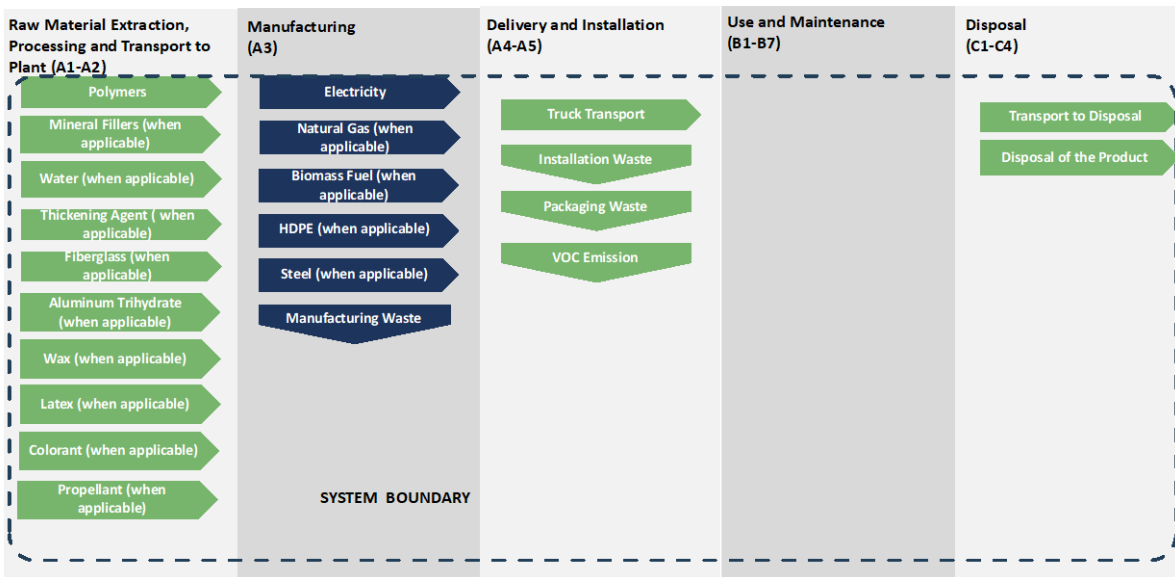 Raw Material Extraction,
Processing and Transport to
Plant (A1-A2)
Polymers
Mineral Fillers (when
applicable)
Water (when applicable)
Thickening Agent ( when
applicable)
Fiberglass (when
applicable)
Aluminum Trihydrate
(when applicable)
Wax (when applicable)
Latex (when applicable)
Colorant (when applicable)
Propellant (when
applicable)
Manufacturing
(A3)
Electricity
Natural Gas (when
applicable)
Biomass Fuel (when
applicable)
HDPE (when applicable)
Steel (when applicable)
Manufacturing Waste
SYSTEM BOUNDARY
Delivery and Installation
(A4-A5)
Truck Transport
Installation Waste
Packaging Waste
VOC Emission
Use and Maintenance
(B1-B7)
Disposal
(C1-C4)
Transport to Disposal
Disposal of the Product